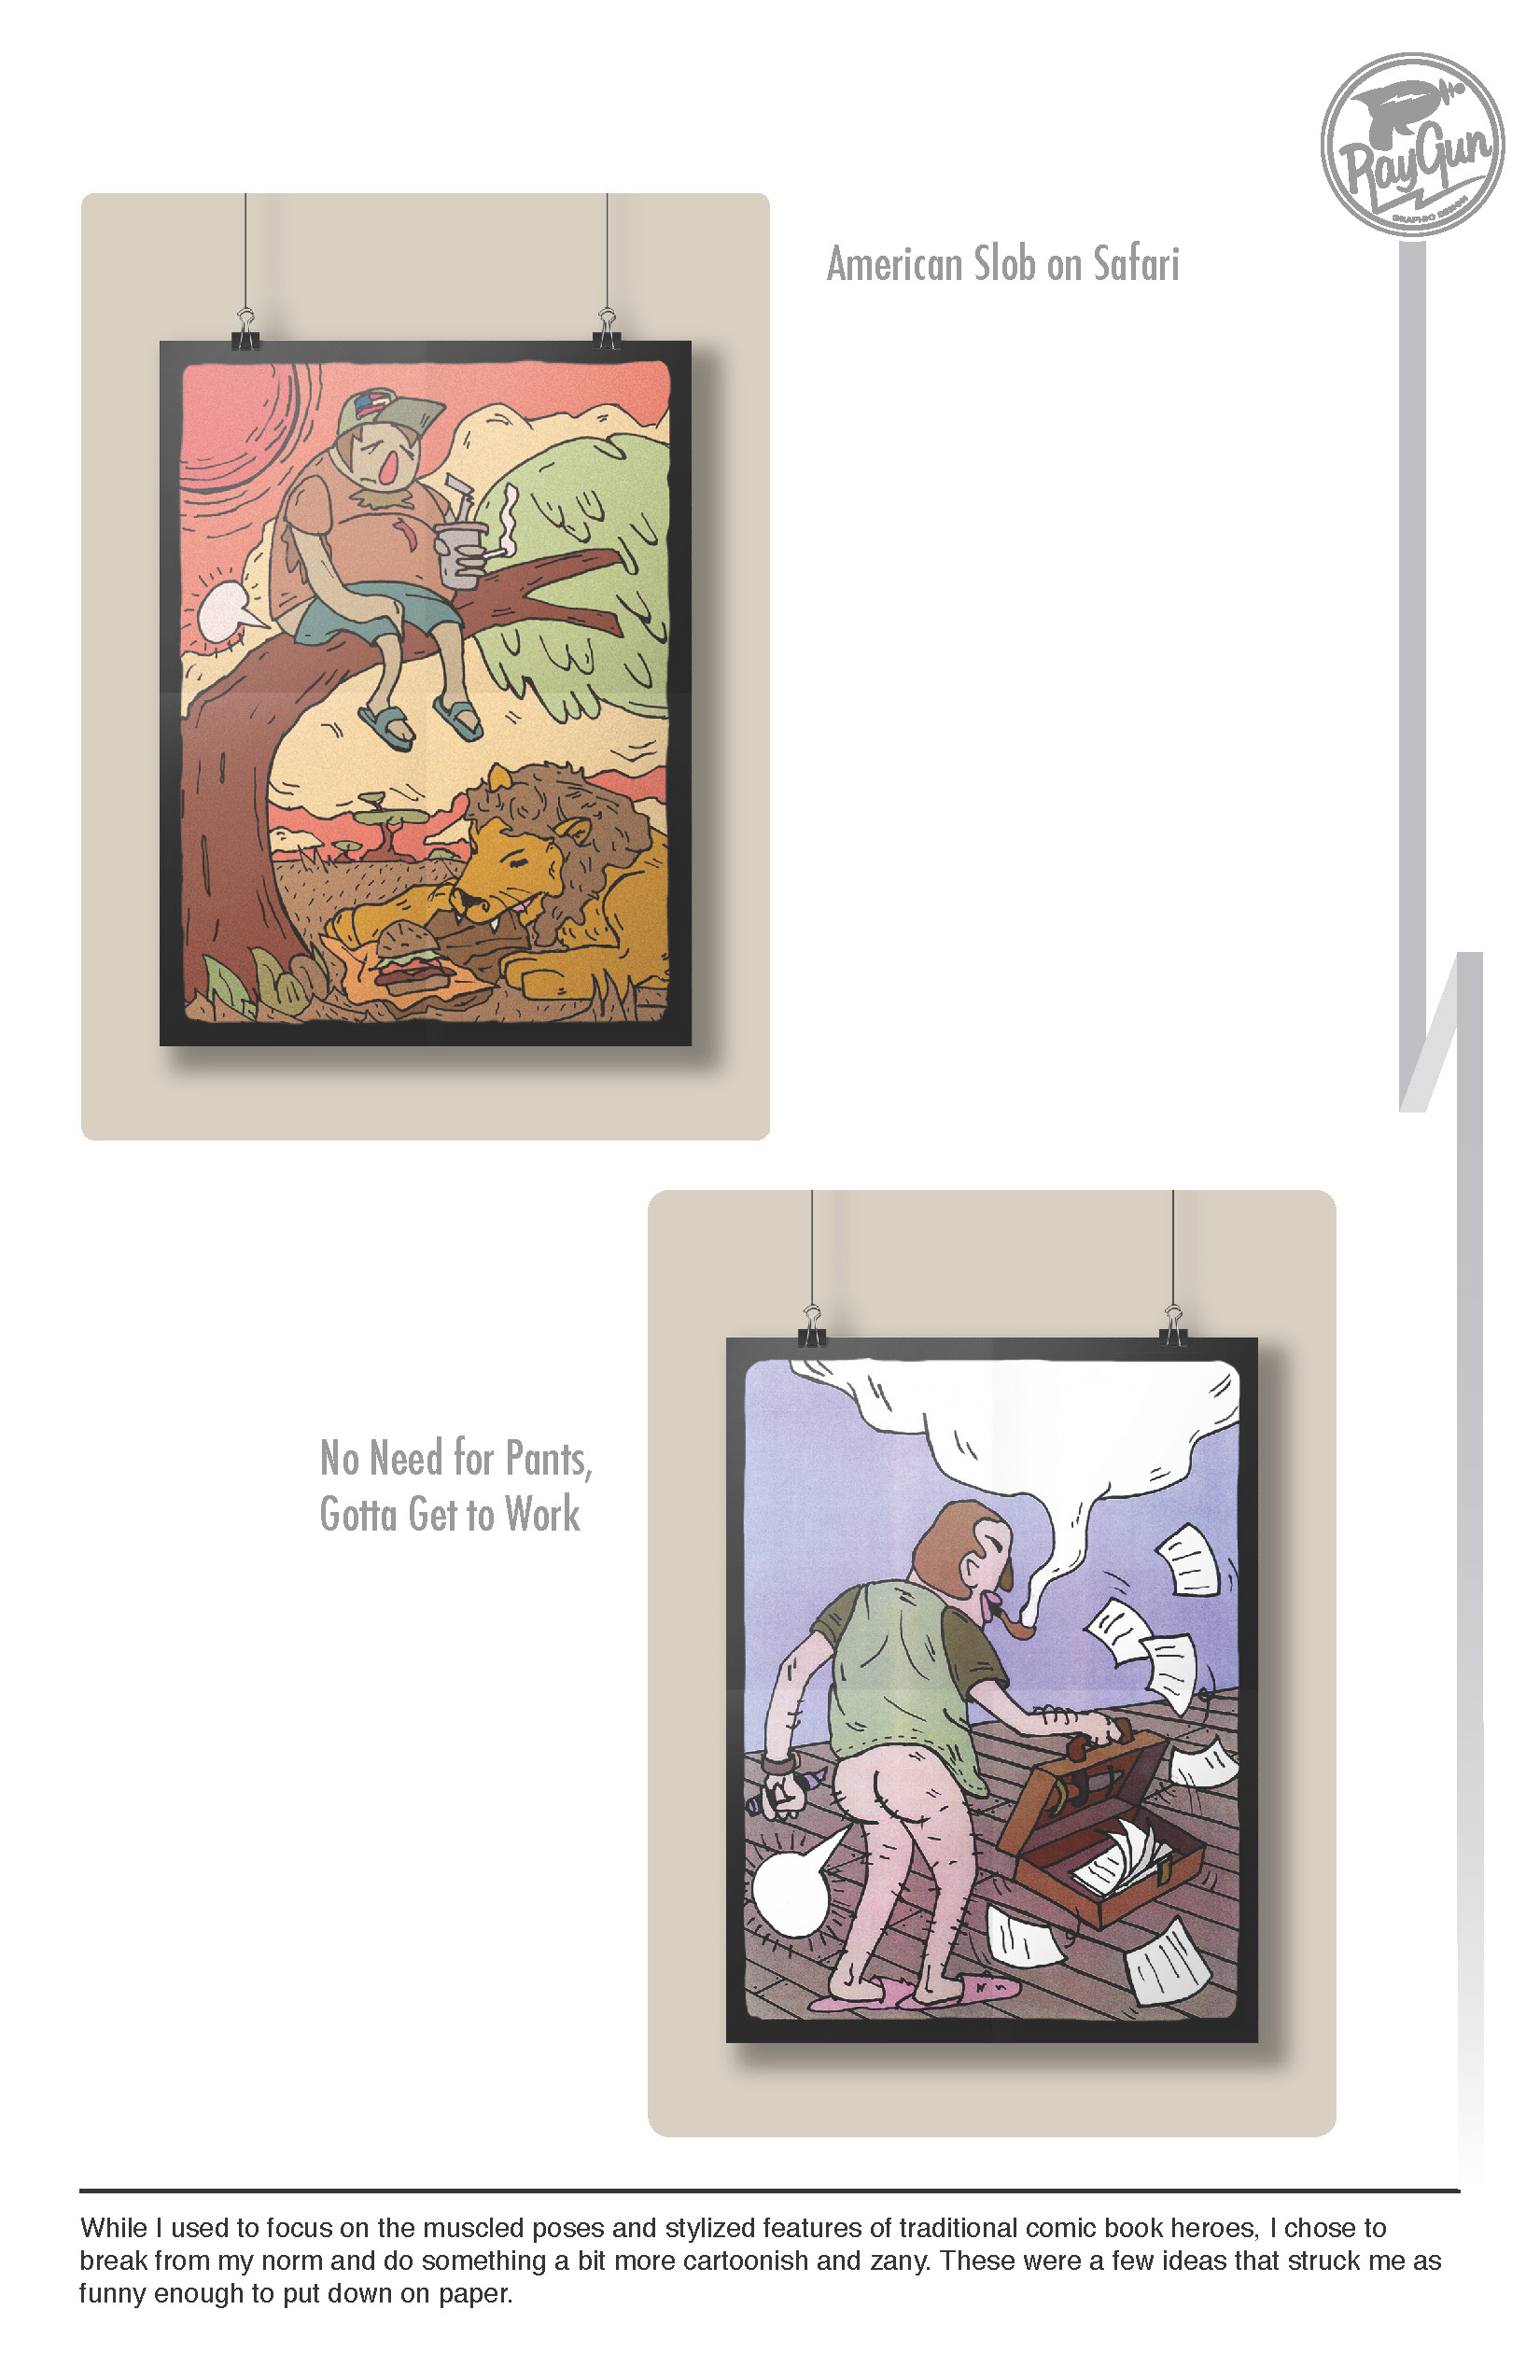 RayGun
GRAPHIC DESIGN
American Slob on Safari
No Need for Pants,
Gotta Get to Work
While I used to focus on the muscled poses and stylized features of traditional comic book heroes, I chose to
break from my norm and do something a bit more cartoonish and zany. These were a few ideas that struck me as
funny enough to put down on paper.